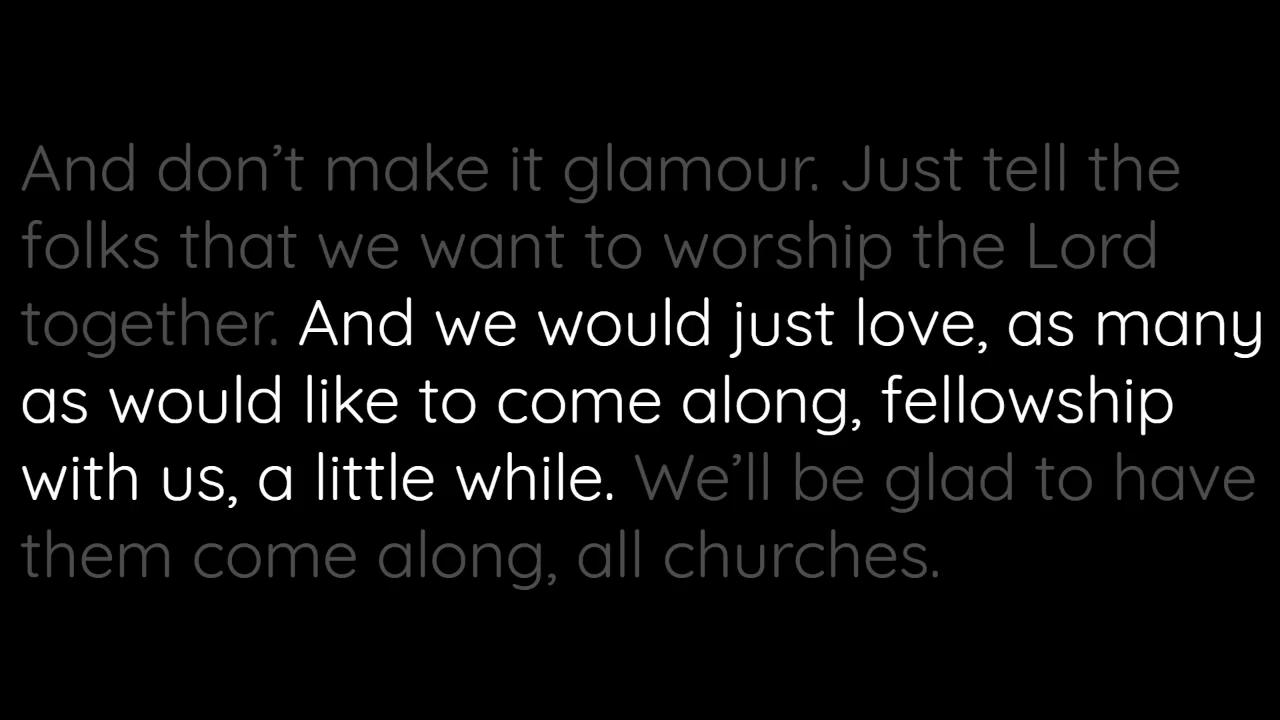 And don’t make it glamour. Just tell the
folks that we want to worship the Lord
together. And we would just love, as many
as would like to come along, fellowship
with us, a little while. We’ll be glad to have
them come along, all churches.